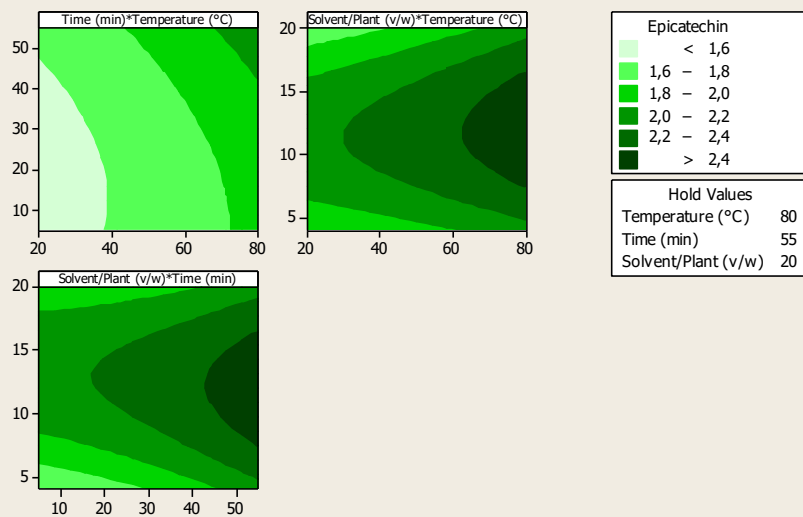 Time (min)*Temperature (°C)
50
40
30
20
10
20 40 60 80
Solvent/Plant (v/w)*Temperature (°C)
20
15
10
5
20 40 60 80
Solvent/Plant (v/w)*Time (min)
20
15
10
5
10 20 30 40 50
Epicatechin
< 1,6
1,6 – 1,8
1,8 – 2,0
2,0 – 2,2
2,2 – 2,4
> 2,4
Hold Values
Temperature (°C) 80
Time (min) 55
Solvent/Plant (v/w) 20